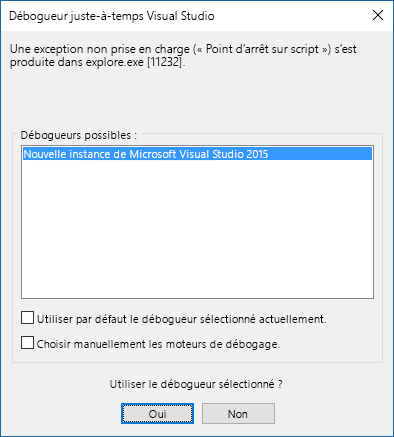 Débogueur juste-à-temps Visual Studio
Une exception non prise en charge (« Point d'arrêt sur script ») s'est
produite dans explore.exe [11232].
Débogueurs possibles :
Nouvelle instance de Microsoft Visual Studio 2015
Utiliser par défaut le débogueur sélectionné actuellement.
Choisir manuellement les moteurs de débogage.
Utiliser le débogueur sélectionné ?
Oui
Non